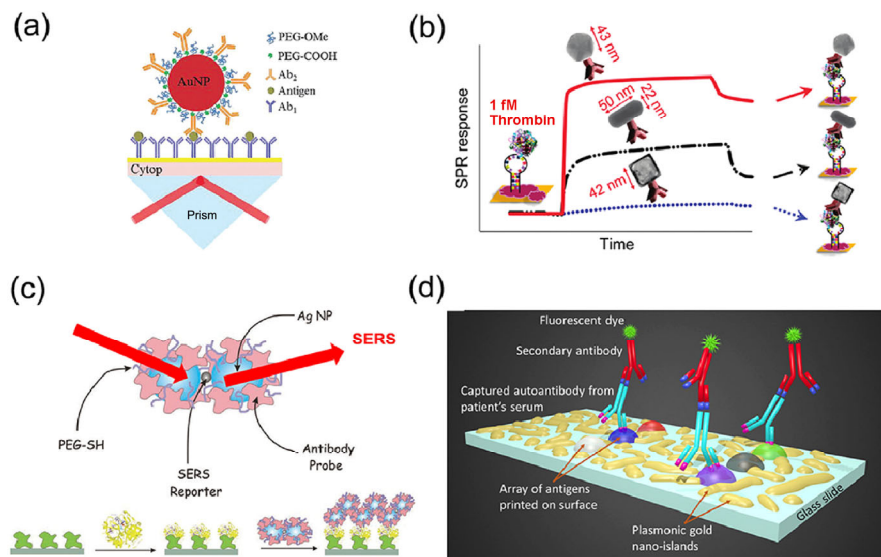 (a)
PEG-OMe
PEG-COOH
Ab₂
Antigen
Ab₁
AuNP
Cytop
Prism
(b)
SPR response
Time
1 fM
Thrombin
43 nm
50 nm
22 nm
42 nm
(c)
Ag NP
SERS
PEG-SH
SERS
Reporter
Antibody
Probe
(d)
Fluorescent dye
Secondary antibody
Captured autoantibody from
patient's serum
Array of antigens
printed on surface
Plasmonic gold
nano-islands
Glass slide